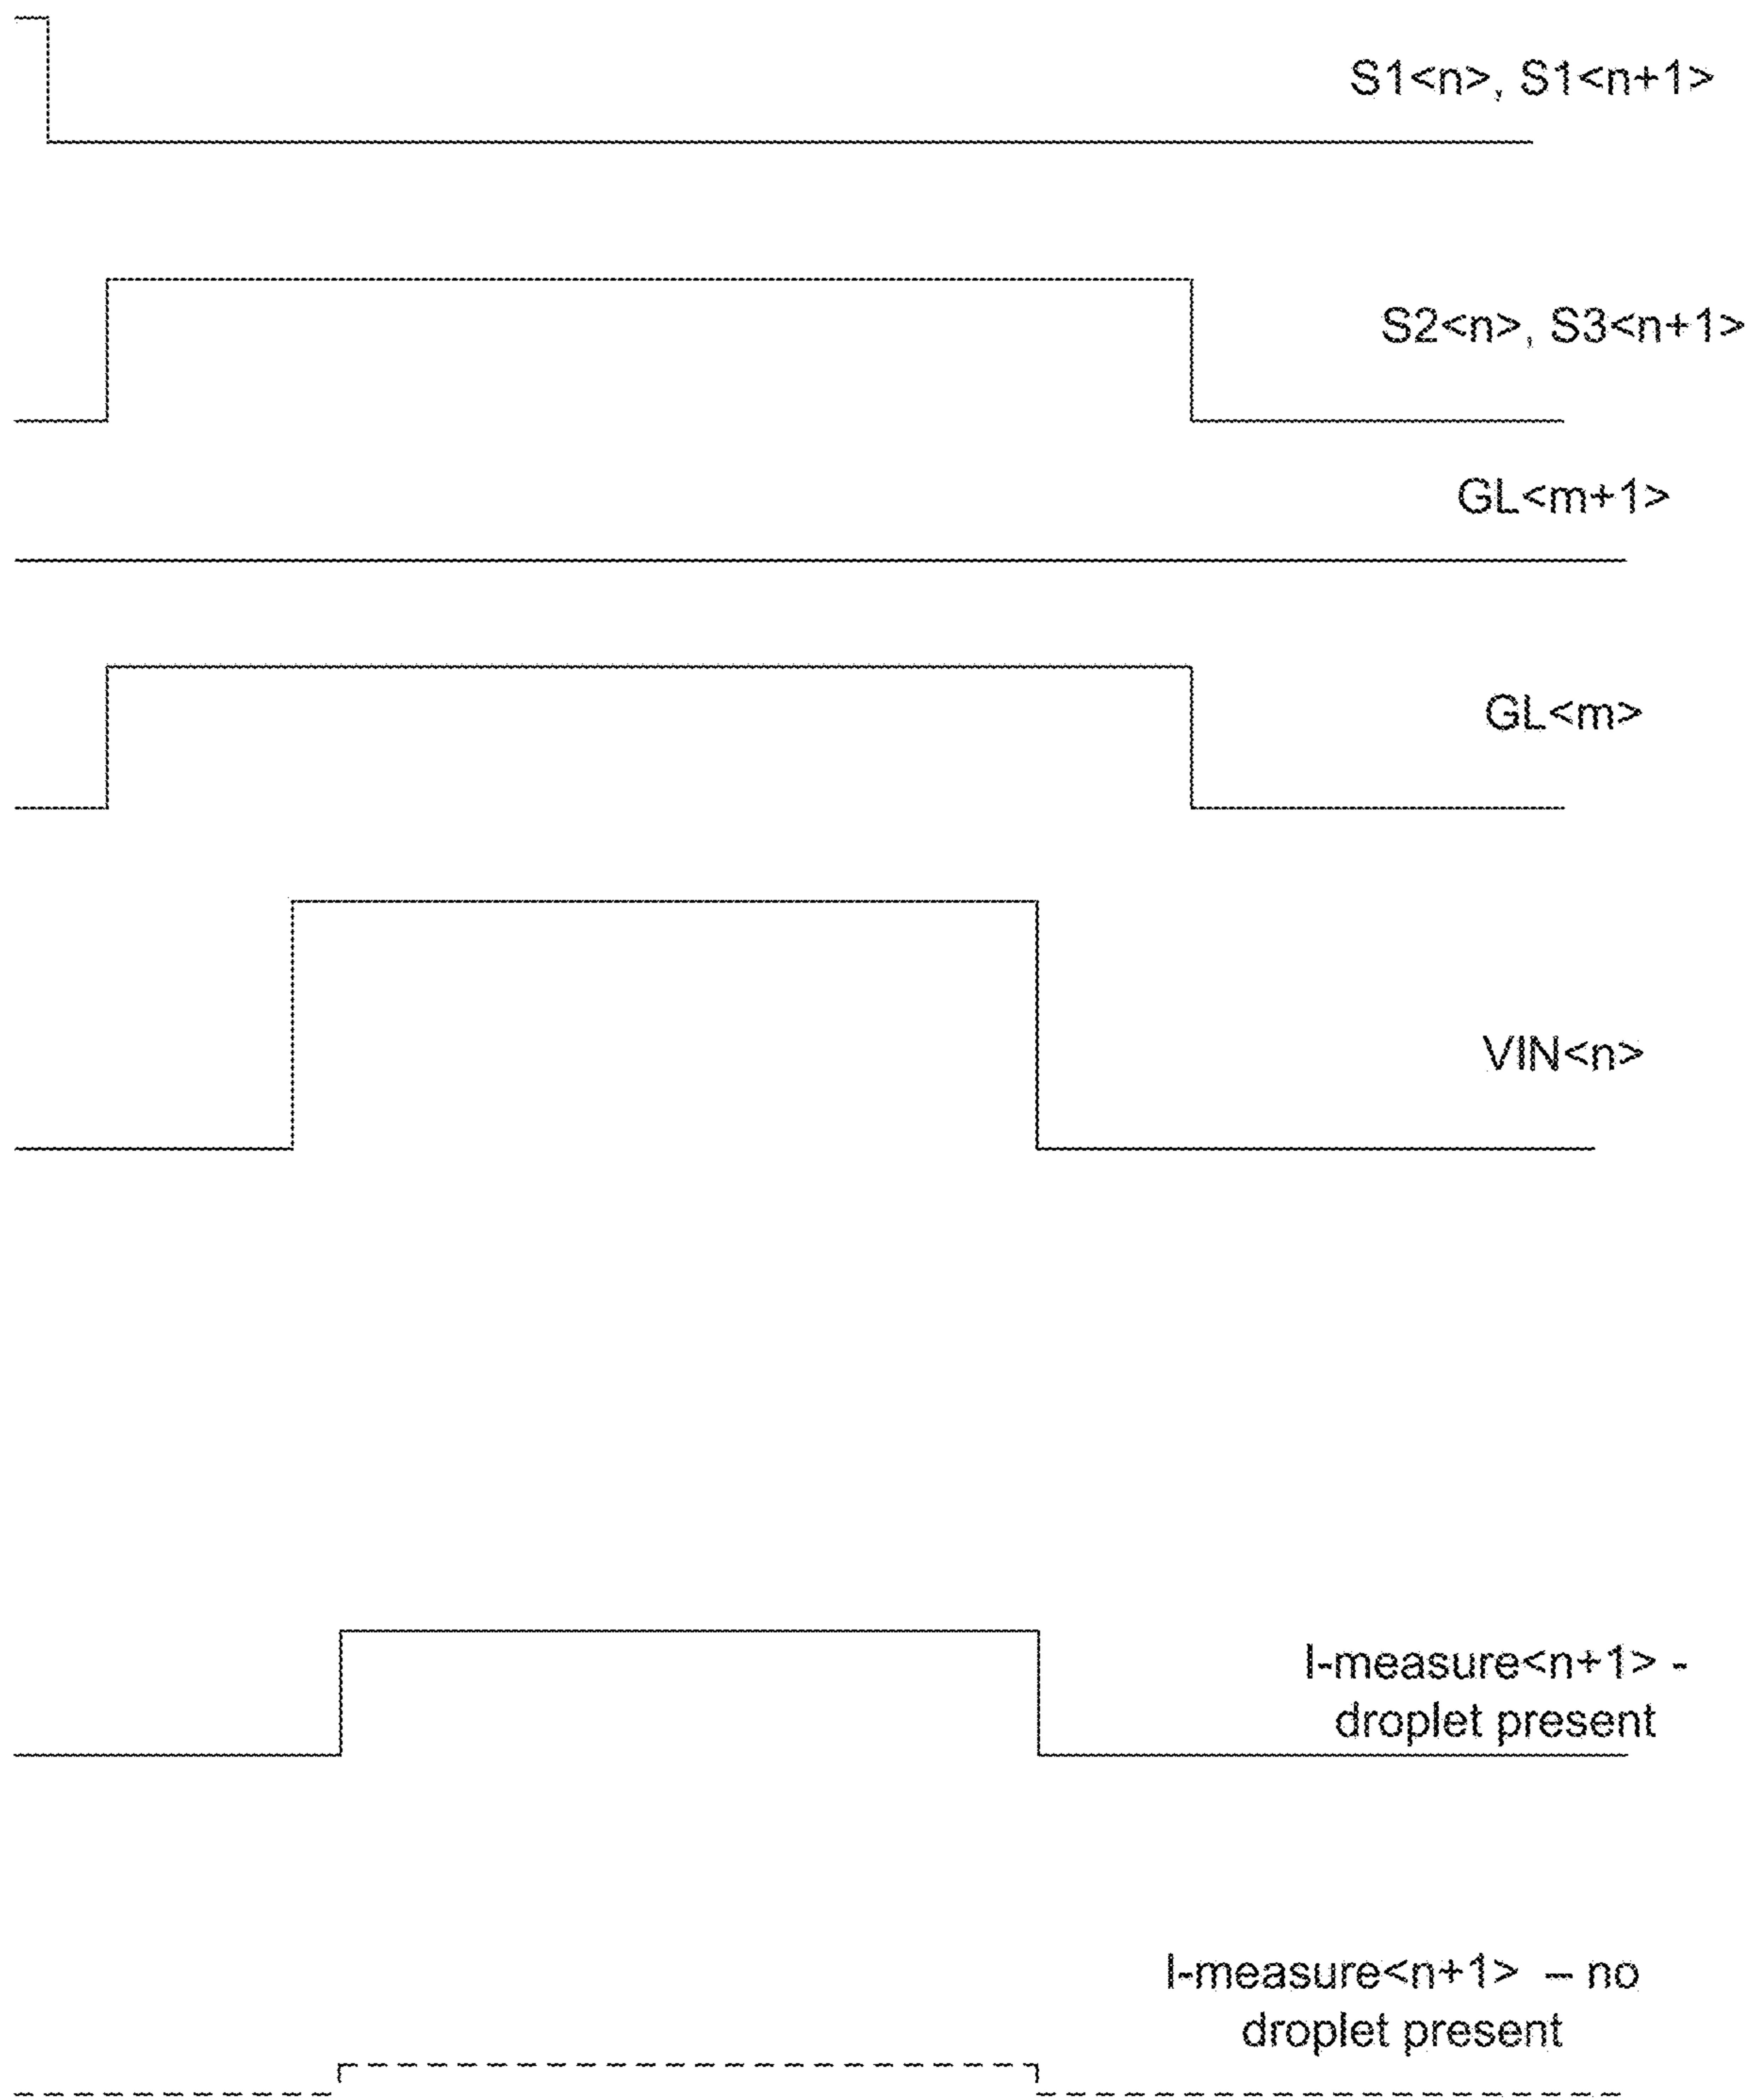 S1<n>, S1<n+1>
S2<n>, S3<n+1>
GL<m+1>
GL<m>
VIN<n>
I-measure<n+1> -
droplet present
I-measure<n+1> – no
droplet present